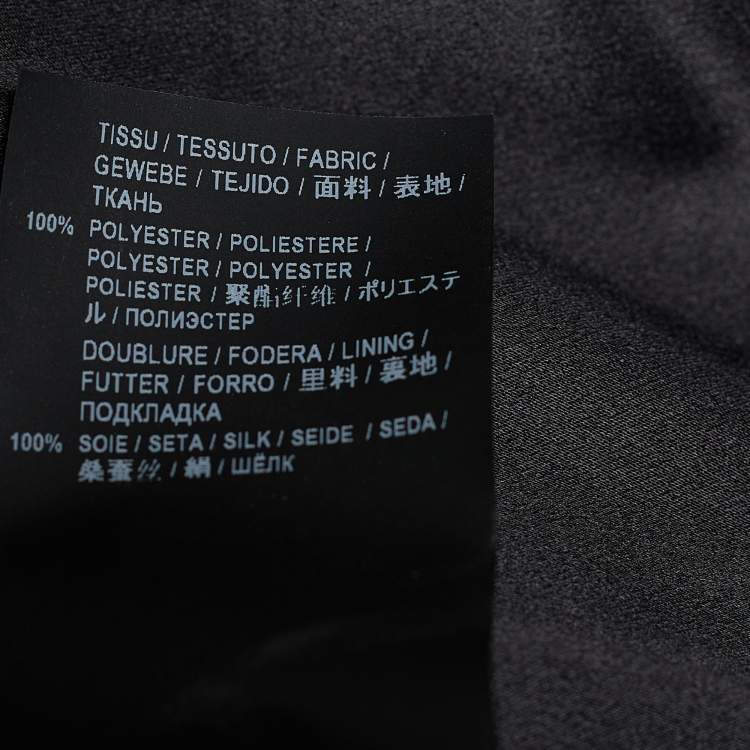 TISSU / TESSUTO / FABRIC /
GEWEBE / TEJIDO / 面料 / 表地 /
ТКАНЬ
100% POLYESTER / POLIESTERE /
POLYESTER / POLYESTER /
POLIESTER / 聚酯纤维 / ポリエステ
ル / ПОЛИЭСТЕР
DOUBLURE / FODERA / LINING /
FUTTER / FORRO / 里料 / 裏地 /
ПОДКЛАДКА
100% SOIE / SETA / SILK / SEIDE / SEDA /
桑蚕丝 / 絹 / ШЁЛК